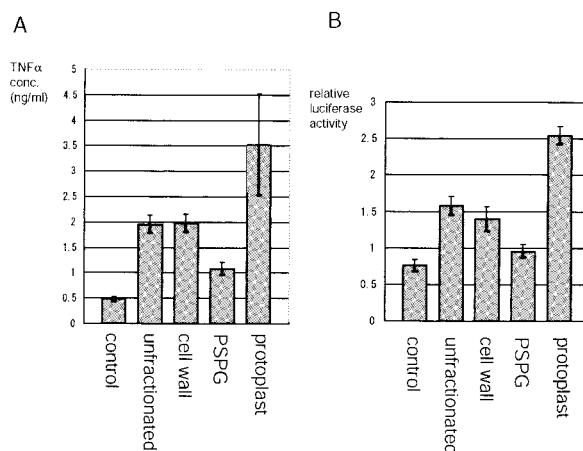 A
TNFα
conc.
(ng/ml)
5
4.5
4
3.5
3
2.5
2
1.5
1
0.5
0
control
unfractionated
cell wall
PSPG
protoplast
B
relative
luciferase
activity
3
2.5
2
1.5
1
0.5
0
control
unfractionated
cell wall
PSPG
protoplast